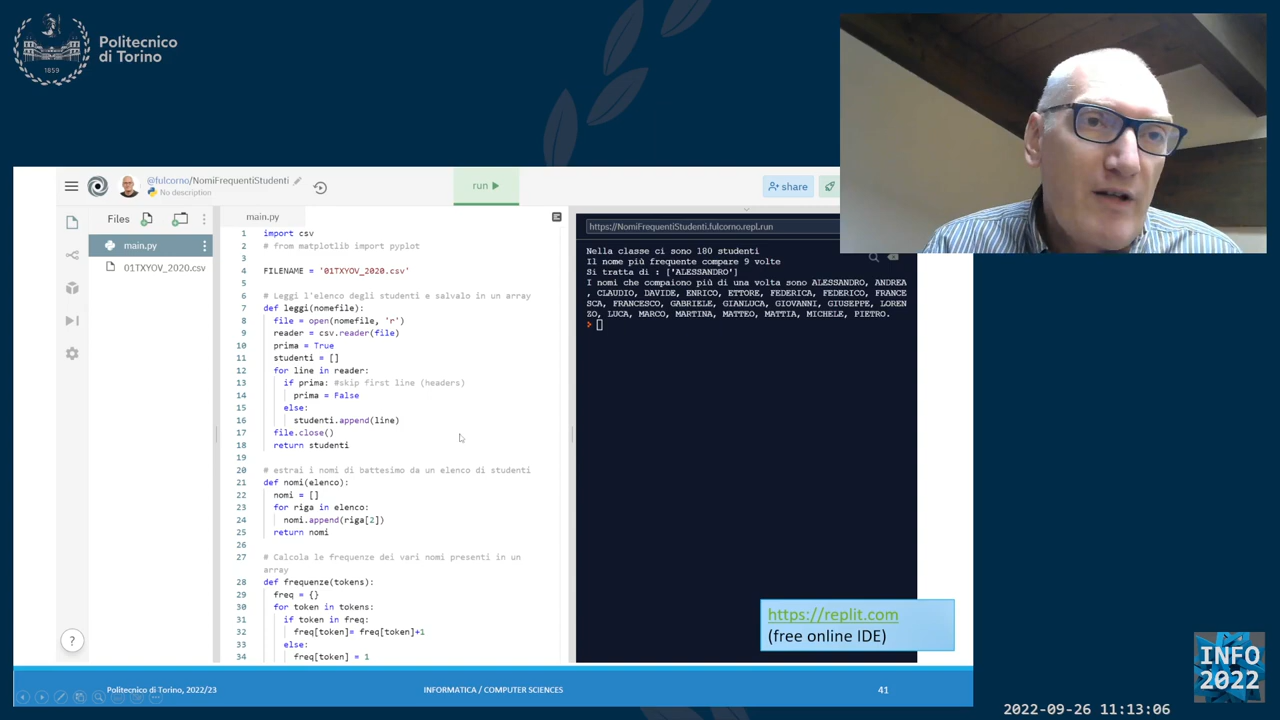 Politecnico
di Torino
1859
@fulcorno/NomiFrequentiStudenti
No description
run
share
Files
main.py
01TXYOV_2020.csv
main.py
1 import csv
2 # from matplotlib import pyplot
3
4 FILENAME = '01TXYOV_2020.csv'
5
6 # Leggi l'elenco degli studenti e salvalo in un array
7 def leggi(nomefile):
8 file = open(nomefile, 'r')
9 reader = csv.reader(file)
10 prima = True
11 studenti = []
12 for line in reader:
13 if prima: #skip first line (headers)
14 prima = False
15 else:
16 studenti.append(line)
17 file.close()
18 return studenti
19
20 # estrai i nomi di battesimo da un elenco di studenti
21 def nomi(elenco):
22 nomi = []
23 for riga in elenco:
24 nomi.append(riga[2])
25 return nomi
26
27 # Calcola le frequenze dei vari nomi presenti in un
array
28 def frequenze(tokens):
29 freq = {}
30 for token in tokens:
31 if token in freq:
32 freq[token]= freq[token]+1
33 else:
34 freq[token] = 1
https://NomiFrequentiStudenti.fulcorno.repl.run
Nella classe ci sono 180 studenti
Il nome più frequente compare 9 volte
Si tratta di : ['ALESSANDRO']
I nomi che compaiono più di una volta sono ALESSANDRO, ANDREA
, CLAUDIO, DAVIDE, ENRICO, ETTORE, FEDERICA, FEDERICO, FRANCE
SCA, FRANCESCO, GABRIELE, GIANLUCA, GIOVANNI, GIUSEPPE, LOREN
ZO, LUCA, MARCO, MARTINA, MATTEO, MATTIA, MICHELE, PIETRO.
>
?
https://replit.com
(free online IDE)
Politecnico di Torino, 2022/23
INFORMATICA / COMPUTER SCIENCES
41
INFO
2022
2022-09-26 11:13:06